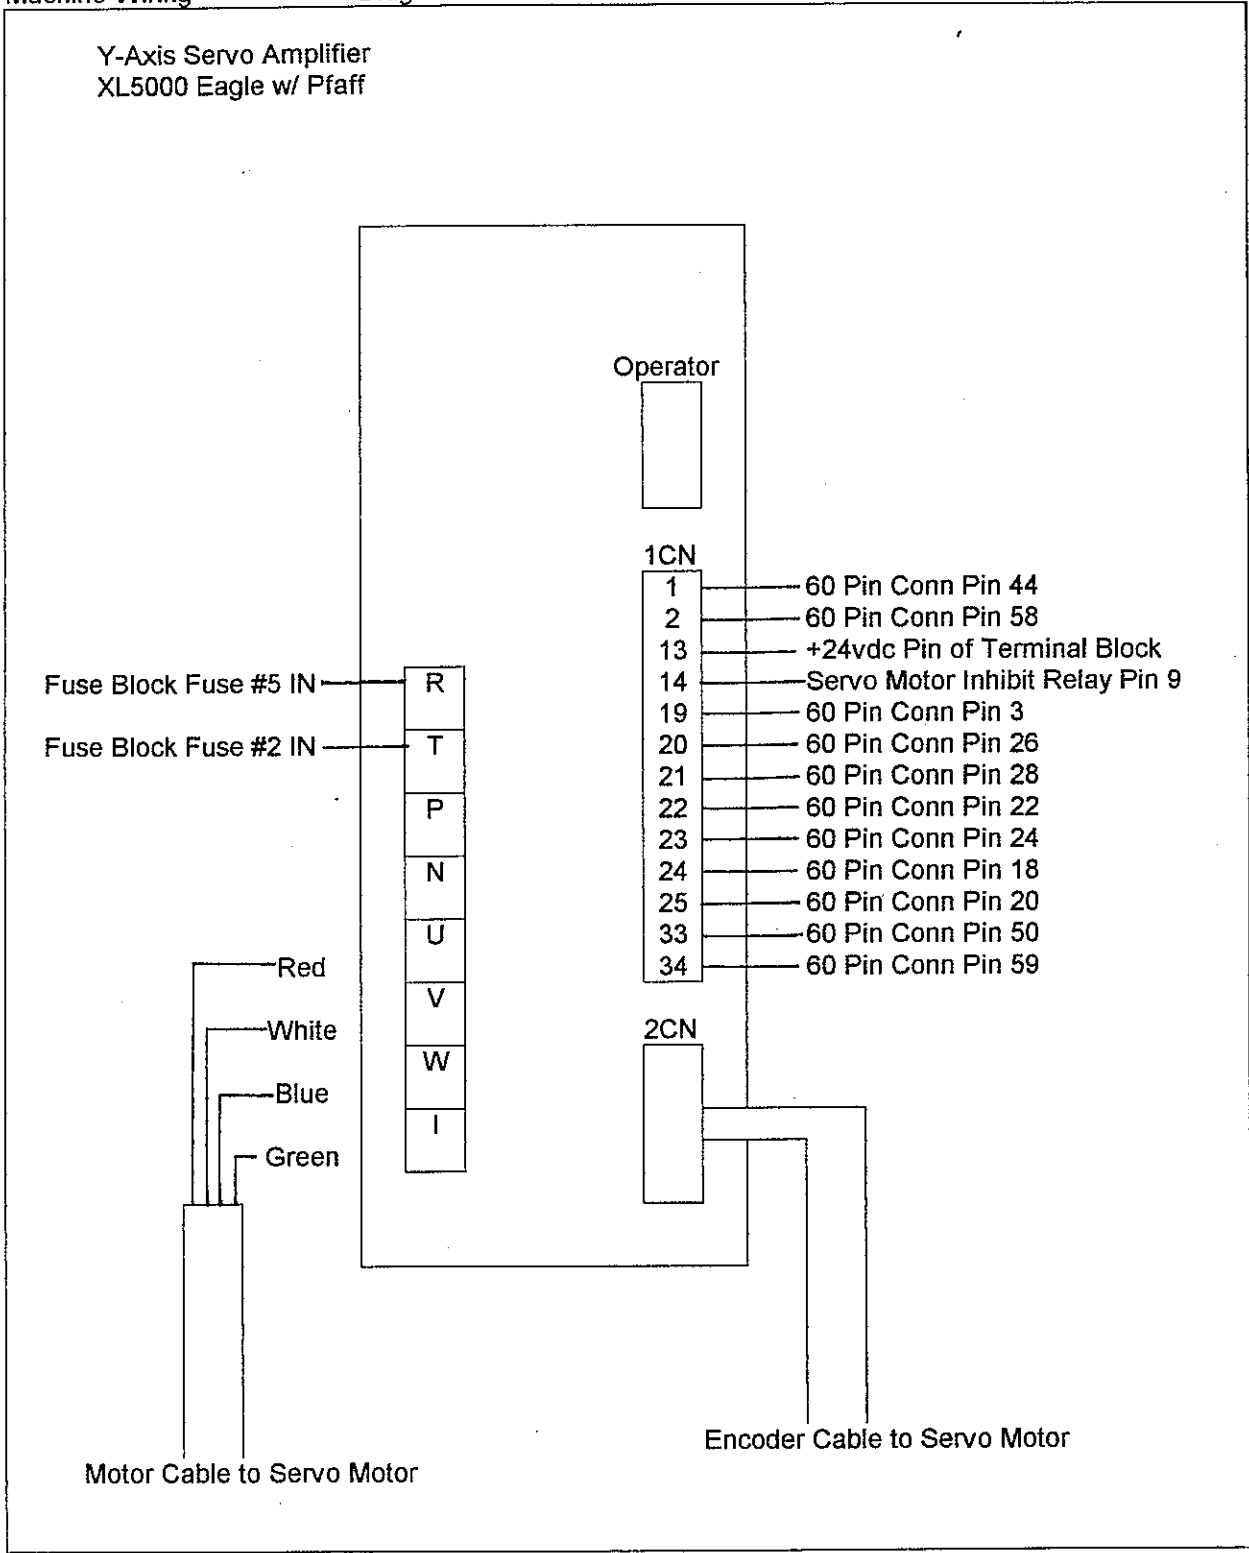 Y-Axis Servo Amplifier
XL5000 Eagle w/ Pfaff
Operator
1CN
1 60 Pin Conn Pin 44
2 60 Pin Conn Pin 58
13 +24vdc Pin of Terminal Block
14 Servo Motor Inhibit Relay Pin 9
19 60 Pin Conn Pin 3
20 60 Pin Conn Pin 26
21 60 Pin Conn Pin 28
22 60 Pin Conn Pin 22
23 60 Pin Conn Pin 24
24 60 Pin Conn Pin 18
25 60 Pin Conn Pin 20
33 60 Pin Conn Pin 50
34 60 Pin Conn Pin 59
Fuse Block Fuse #5 IN R
Fuse Block Fuse #2 IN T
P
N
U
V
W
I
Red
White
Blue
Green
2CN
Encoder Cable to Servo Motor
Motor Cable to Servo Motor